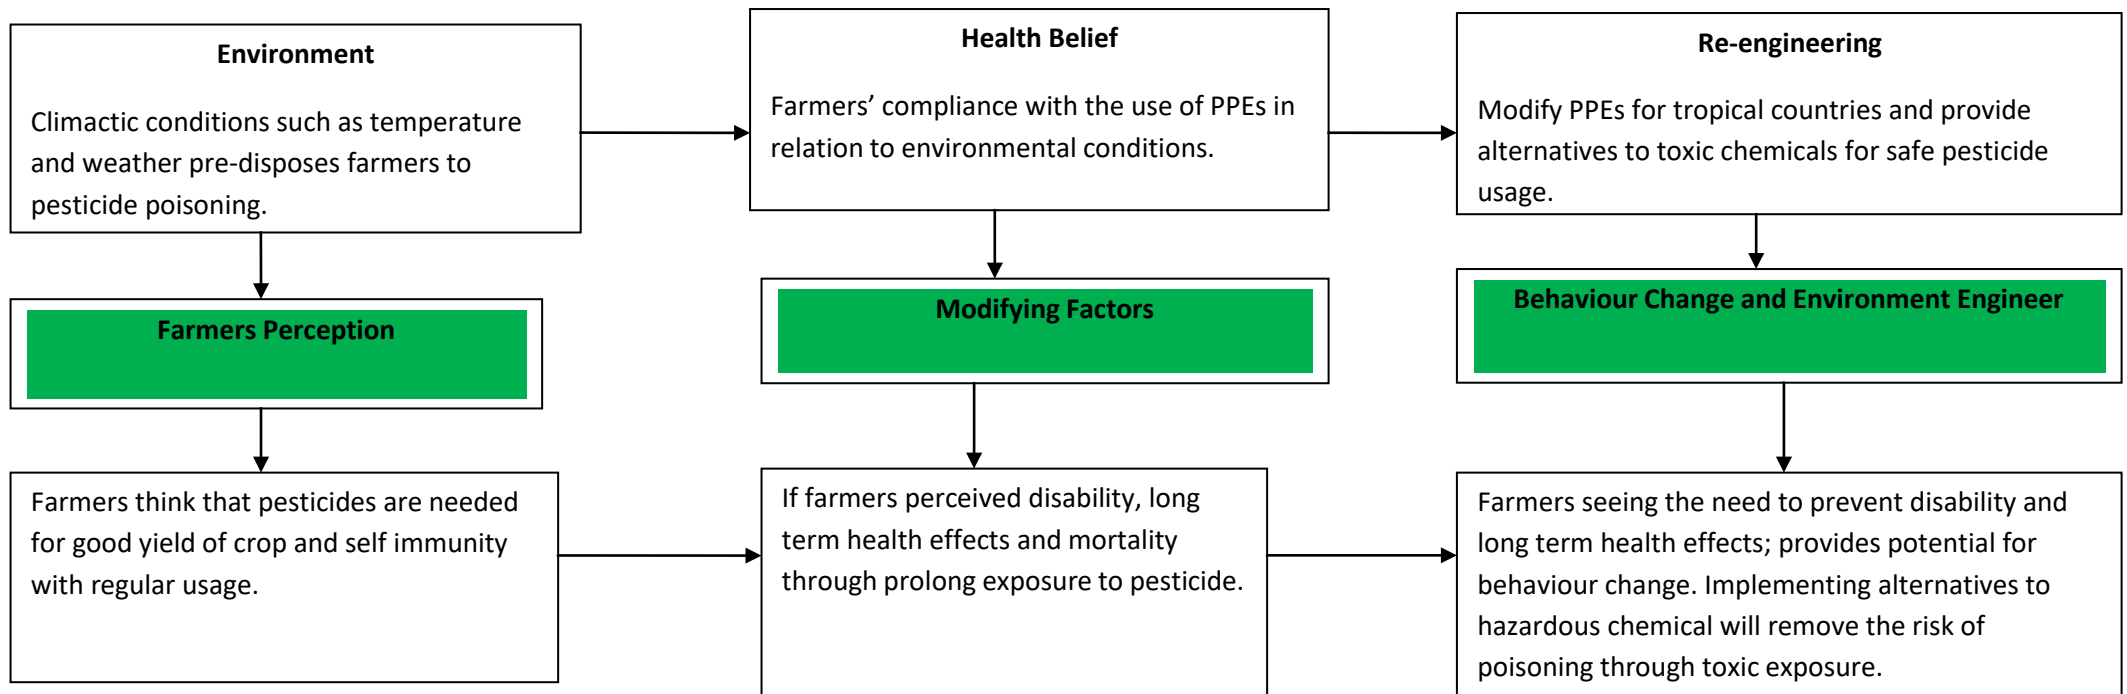 Environment
Climactic conditions such as temperature
and weather pre-disposes farmers to
pesticide poisoning.
Health Belief
Farmers’ compliance with the use of PPEs in
relation to environmental conditions.
Re-engineering
Modify PPEs for tropical countries and provide
alternatives to toxic chemicals for safe pesticide
usage.
Farmers Perception
Modifying Factors
Behaviour Change and Environment Engineer
Farmers think that pesticides are needed
for good yield of crop and self immunity
with regular usage.
If farmers perceived disability, long
term health effects and mortality
through prolong exposure to pesticide.
Farmers seeing the need to prevent disability and
long term health effects; provides potential for
behaviour change. Implementing alternatives to
hazardous chemical will remove the risk of
poisoning through toxic exposure.